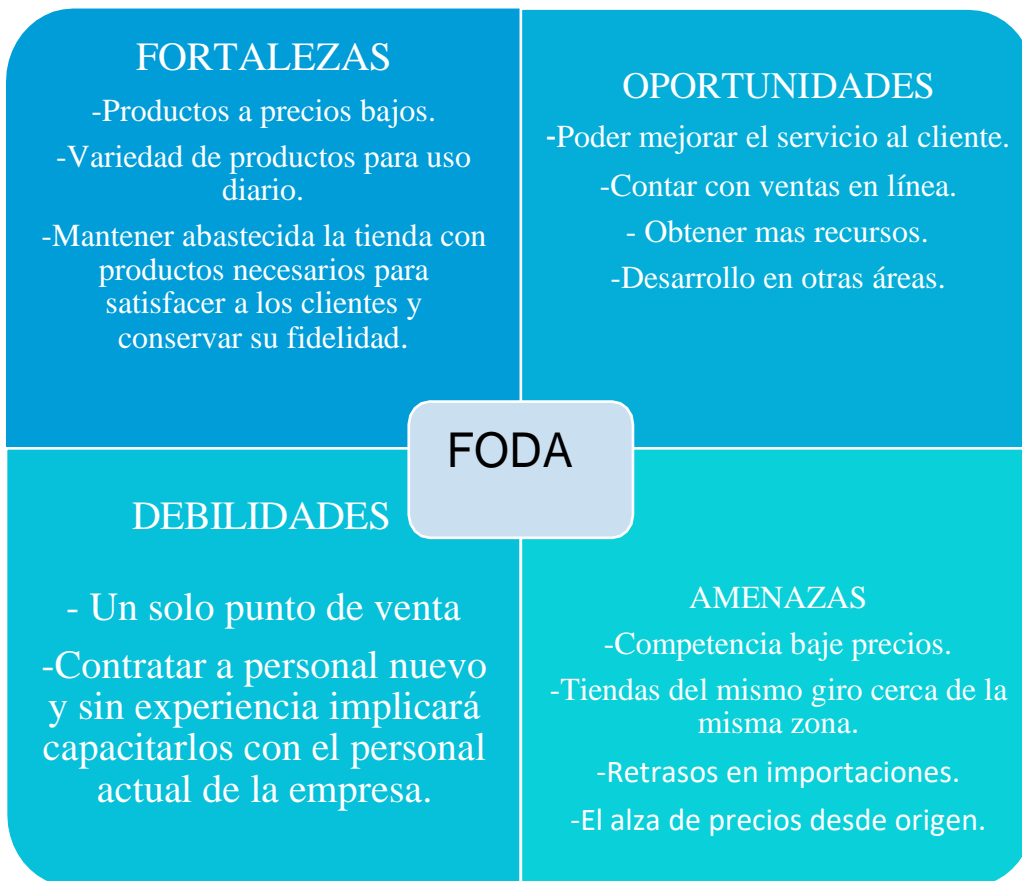 FORTALEZAS
-Productos a precios bajos.
-Variedad de productos para uso
diario.
-Mantener abastecida la tienda con
productos necesarios para
satisfacer a los clientes y
conservar su fidelidad.
OPORTUNIDADES
-Poder mejorar el servicio al cliente.
-Contar con ventas en línea.
- Obtener mas recursos.
-Desarrollo en otras áreas.
FODA
DEBILIDADES
- Un solo punto de venta
-Contratar a personal nuevo
y sin experiencia implicará
capacitarlos con el personal
actual de la empresa.
AMENAZAS
-Competencia baje precios.
-Tiendas del mismo giro cerca de la
misma zona.
-Retrasos en importaciones.
-El alza de precios desde origen.